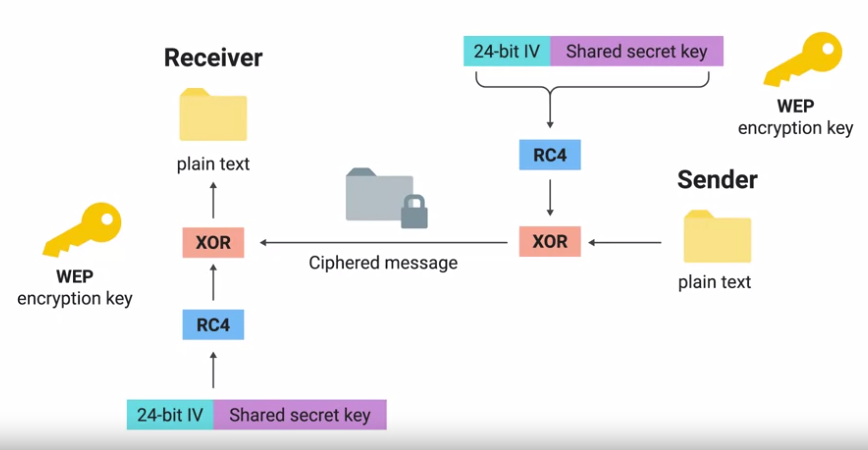 Receiver
plain text
WEP
encryption key
XOR
RC4
24-bit IV Shared secret key
Ciphered message
24-bit IV Shared secret key
WEP
encryption key
RC4
XOR
Sender
plain text